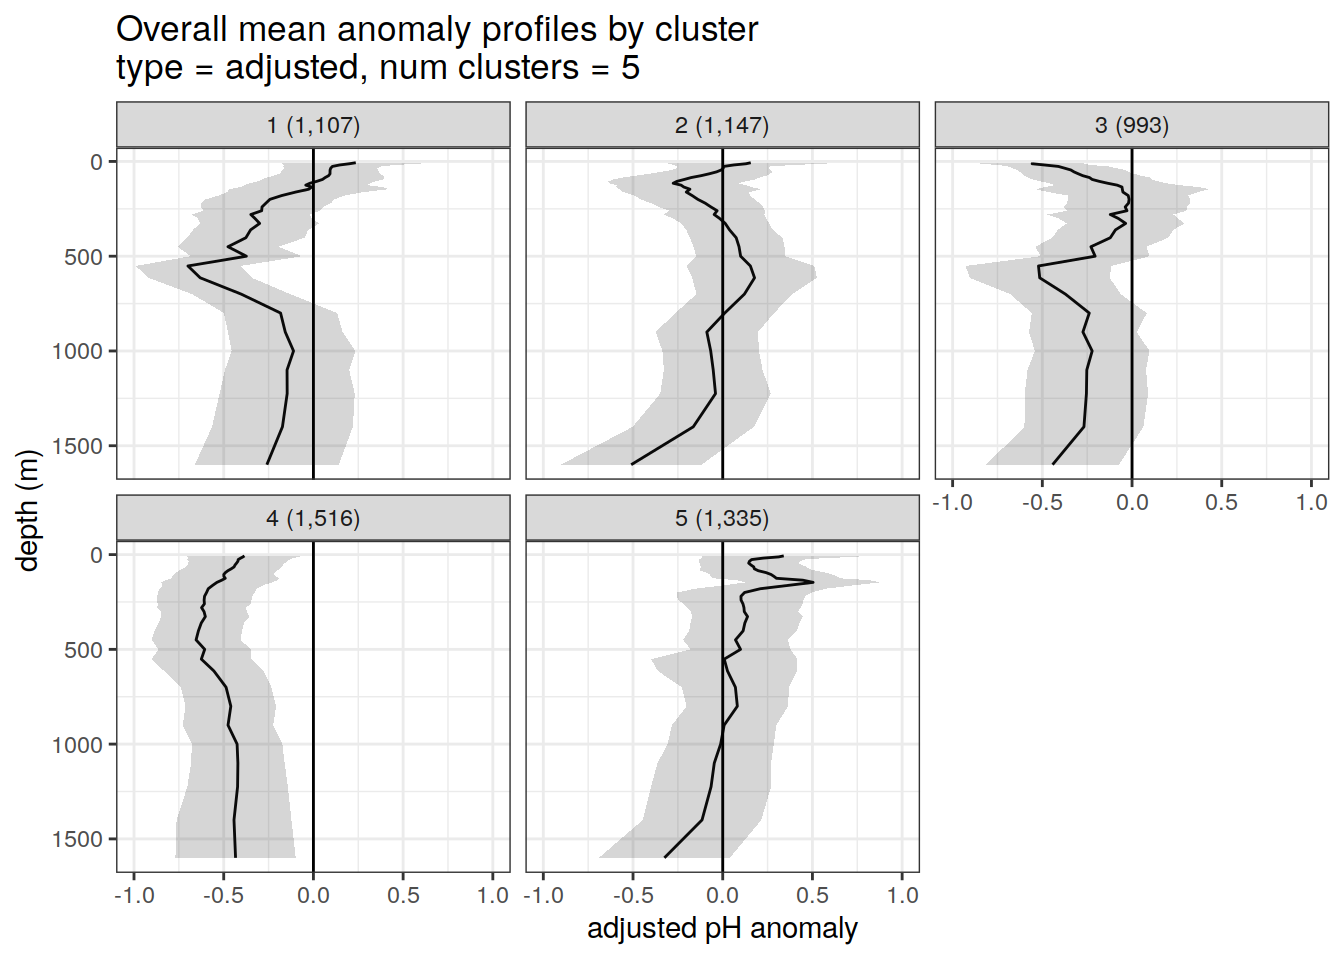 Overall mean anomaly profiles by cluster
type = adjusted, num clusters = 5
1 (1,107)
2 (1,147)
3 (993)
0
500
1000
1500
-1.0 -0.5 0.0 0.5 1.0
4 (1,516)
5 (1,335)
0
500
1000
1500
-1.0 -0.5 0.0 0.5 1.0
-1.0 -0.5 0.0 0.5 1.0
depth (m)
adjusted pH anomaly